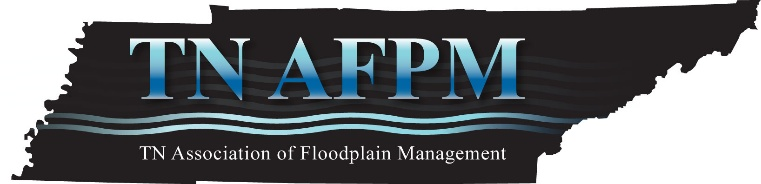 TN AFPM
TN Association of Floodplain Management